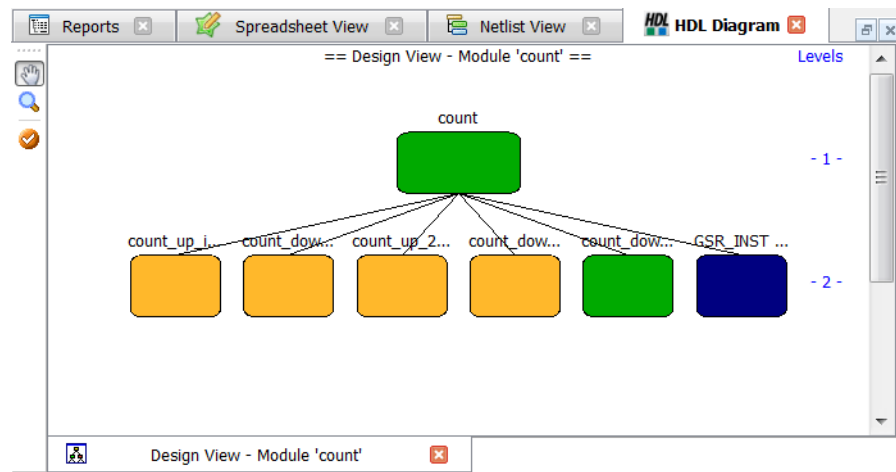 Reports Spreadsheet View Netlist View HDL HDL Diagram
== Design View - Module 'count' == Levels
count
- 1 -
count_up_i... count_dow... count_up_2... count_dow... count_dow... GSR_INST ...
- 2 -
Design View - Module 'count'